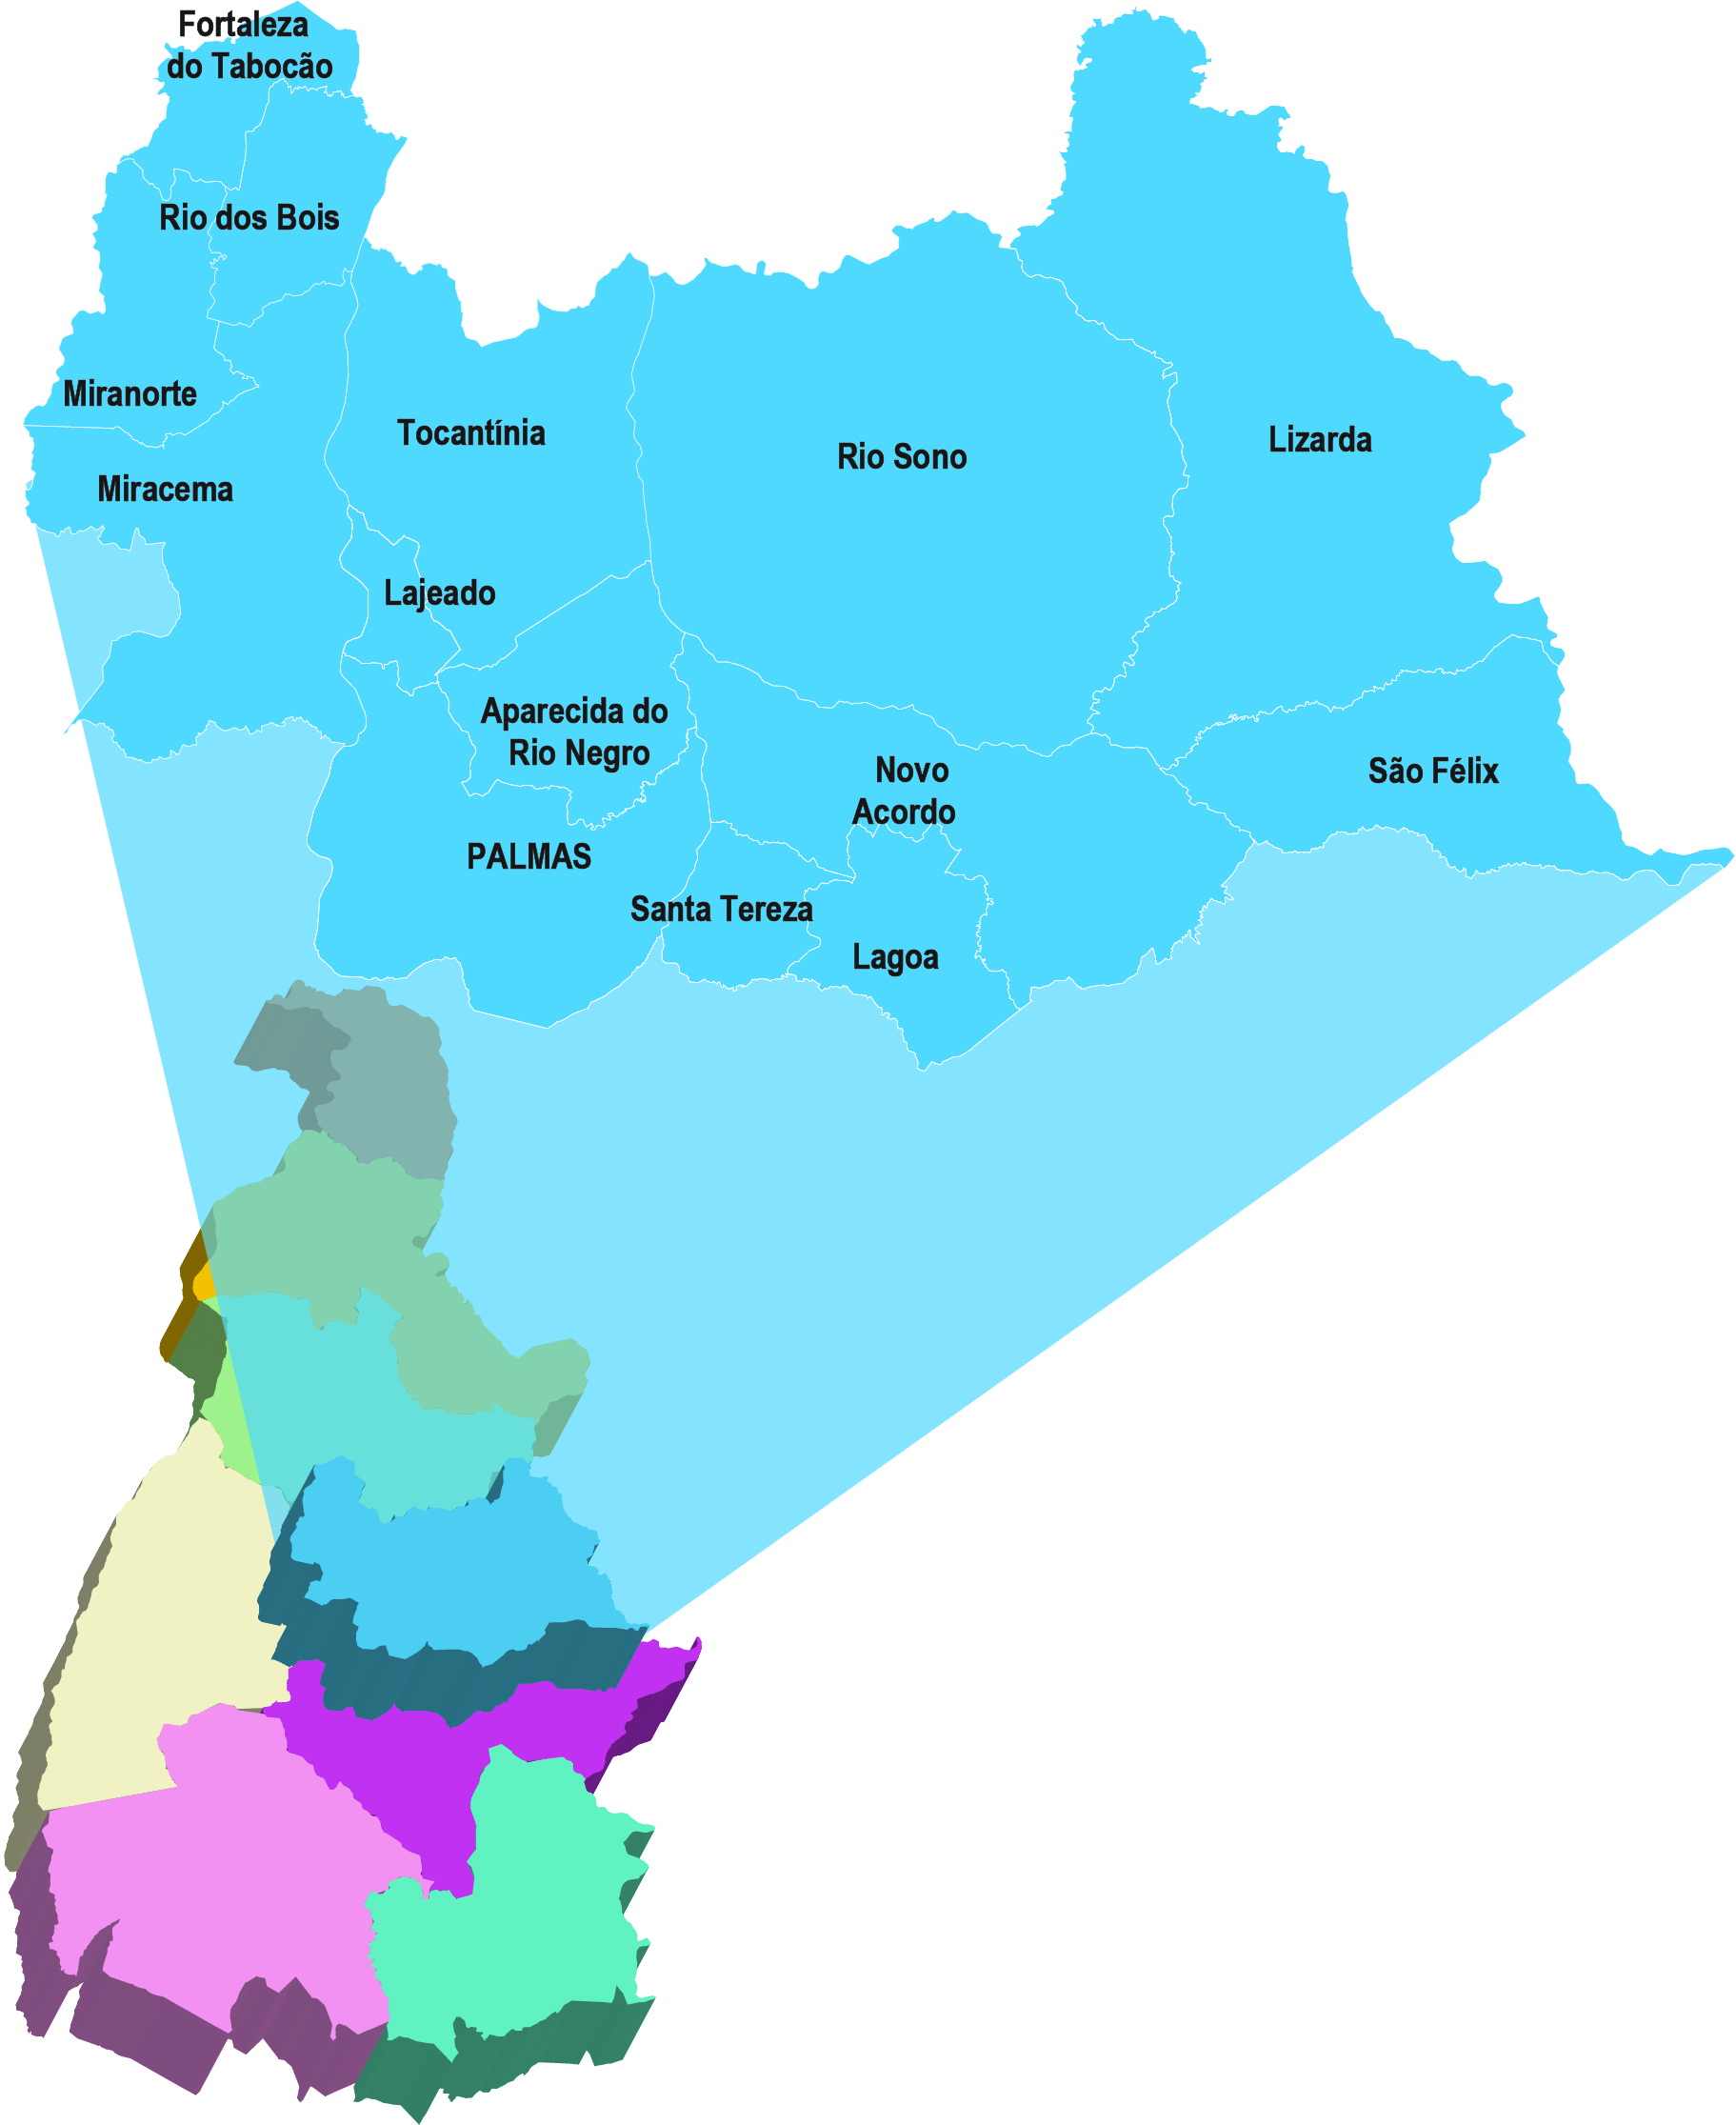 Fortaleza
do Tabocão
Rio dos Bois
Miranorte
Tocantínia
Rio Sono
Lizarda
Miracema
Lajeado
Aparecida do
Rio Negro
Novo
Acordo
São Félix
PALMAS
Santa Tereza
Lagoa